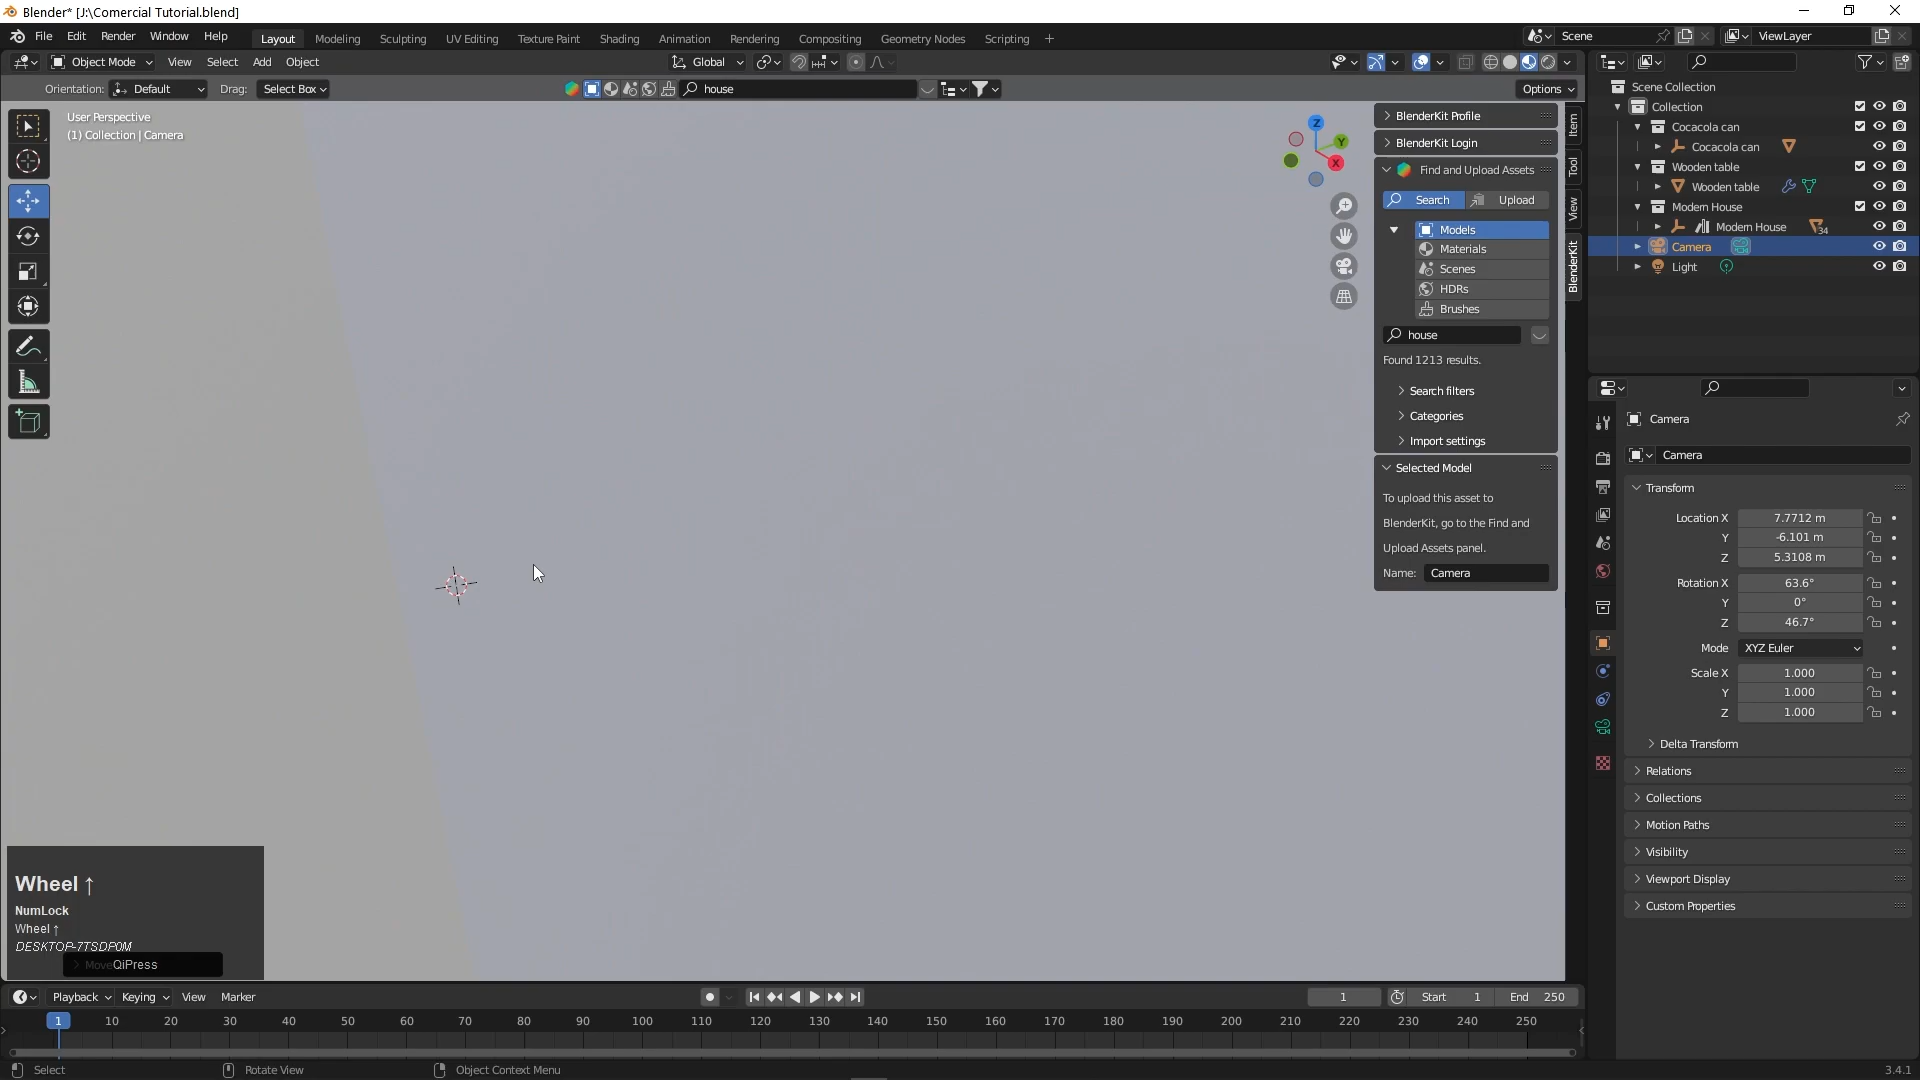 Blender* [J:\Comercial Tutorial.blend]
File Edit Render Window Help Layout Modeling Sculpting UV Editing Texture Paint Shading Animation Rendering Compositing Geometry Nodes Scripting + Scene ViewLayer
Object Mode View Select Add Object Global
Orientation: Default Drag: Select Box house Options
User Perspective
(1) Collection | Camera
Z
Y
X
BlenderKit Profile
BlenderKit Login
Find and Upload Assets
Search Upload
Models
Materials
Scenes
HDRs
Brushes
house
Found 1213 results.
Search filters
Categories
Import settings
Selected Model
To upload this asset to
BlenderKit, go to the Find and
Upload Assets panel.
Name: Camera
Item
Tool
View
BlenderKit
Scene Collection
Collection
Cocacola can
Cocacola can
Wooden table
Wooden table
Modern House
Modern House 34
Camera
Light
Camera
Camera
Transform
Location X 7.7712 m
Y -6.101 m
Z 5.3108 m
Rotation X 63.6°
Y 0°
Z 46.7°
Mode XYZ Euler
Scale X 1.000
Y 1.000
Z 1.000
Delta Transform
Relations
Collections
Motion Paths
Visibility
Viewport Display
Custom Properties
Wheel ↑
NumLock
Wheel ↑
DESKTOP-7TSDP0M
Move QiPress
Playback Keying View Marker 1 Start 1 End 250
1 10 20 30 40 50 60 70 80 90 100 110 120 130 140 150 160 170 180 190 200 210 220 230 240 250
Select Rotate View Object Context Menu 3.4.1